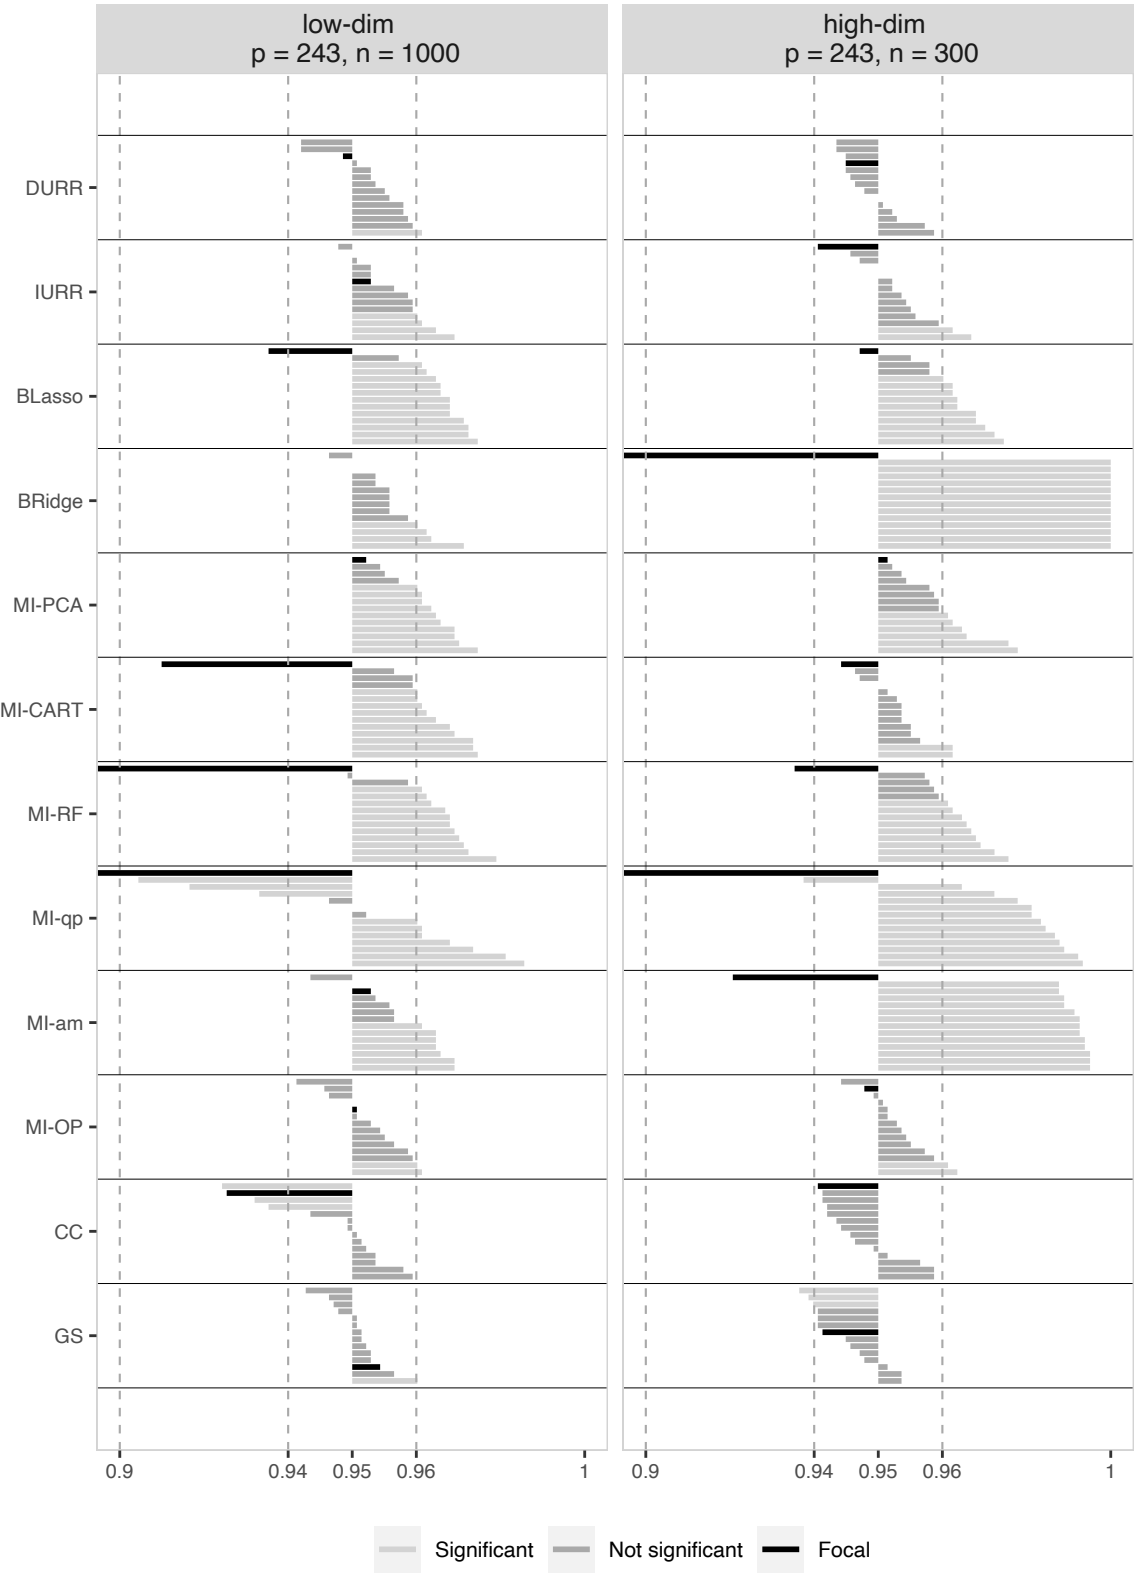 low-dim
p = 243, n = 1000
high-dim
p = 243, n = 300
DURR
IURR
BLasso
BRidge
MI-PCA
MI-CART
MI-RF
MI-qp
MI-am
MI-OP
CC
GS
0.9 0.94 0.95 0.96 1
0.9 0.94 0.95 0.96 1
Significant Not significant Focal